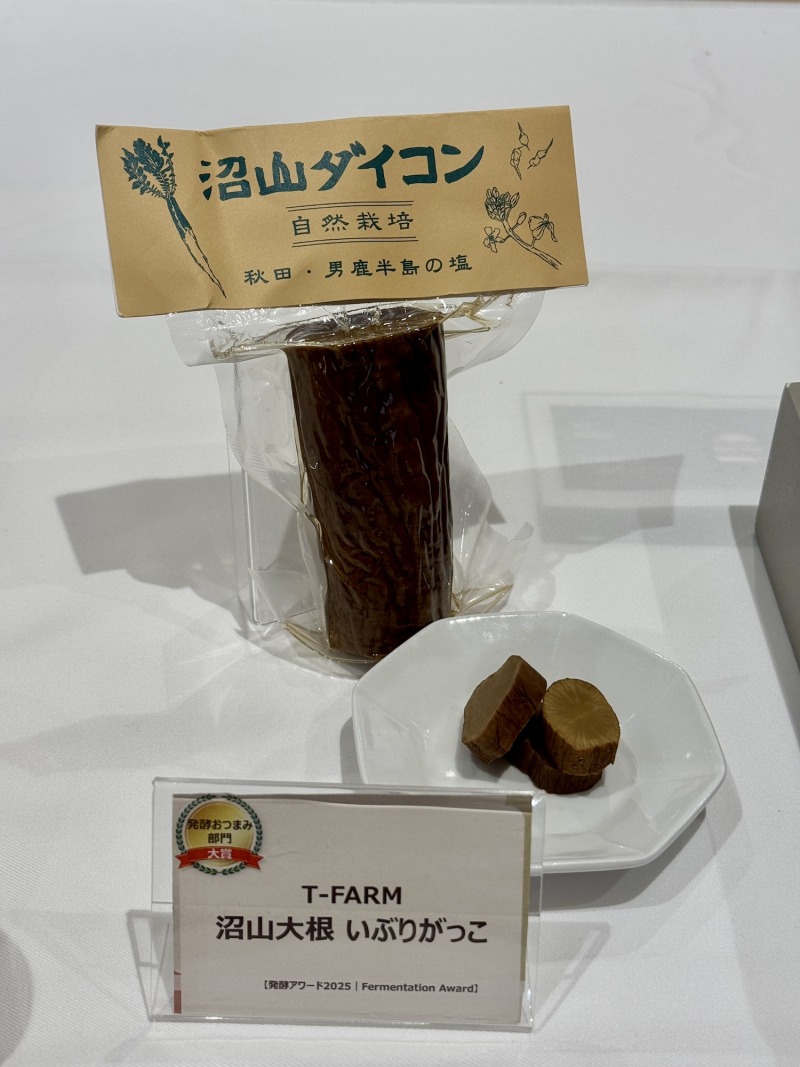 沼山ダイコン
自然栽培
秋田・男鹿半島の塩
発酵おつまみ
部門
大賞
T-FARM
沼山大根 いぶりがっこ
【発酵アワード2025｜Fermentation Award】